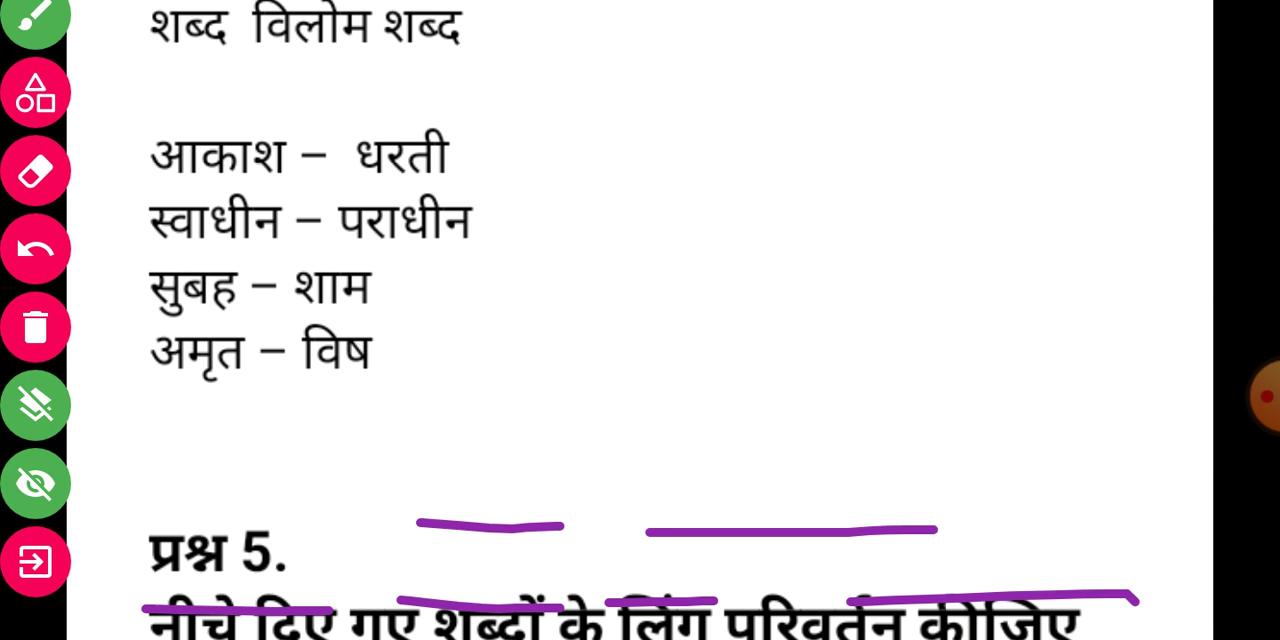 शब्द विलोम शब्द
आकाश – धरती
स्वाधीन – पराधीन
सुबह – शाम
अमृत – विष
प्रश्न 5.
नीचे दिए गए शब्दों के लिंग परिवर्तन कीजिए